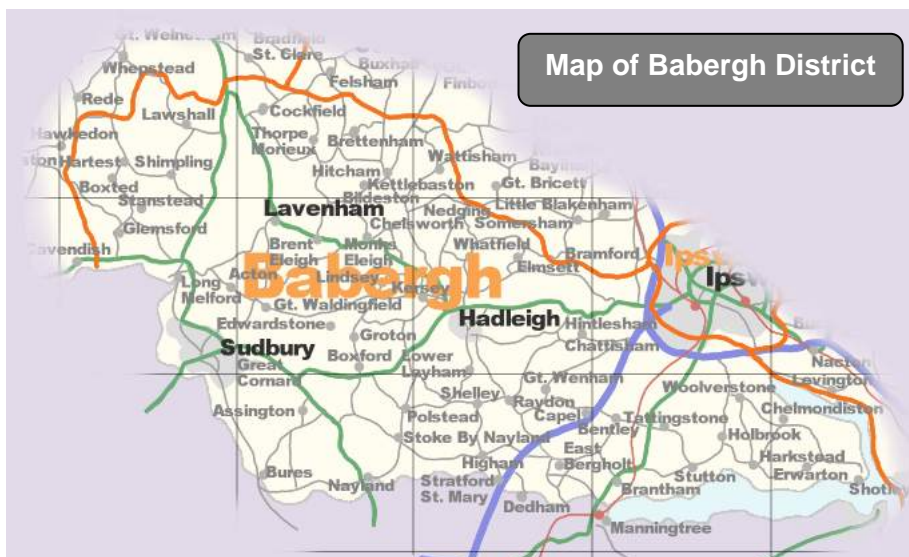 Map of Babergh District
St. Clare
Whepstead
Felsham
Rede
Lawshall
Cockfield
Hawkedon
Thorpe
Morieux
Brettenham
Hartest
Shimpling
Wattisham
Hitcham
Boxted
Kettlebaston
Gt. Bricett
Bildeston
Stanstead
Lavenham
Nedging
Little Blakenham
Chelsworth
Somersham
Glemsford
Brent
Eleigh
Monks
Eleigh
Whatfield
Bramford
Cavendish
Elmsett
Babergh
Acton
Lindsey
Long
Melford
Kersey
Gt. Waldingfield
Hadleigh
Edwardstone
Groton
Hintlesham
Chattisham
Sudbury
Boxford
Lower
Layham
Great
Cornard
Nacton
Levington
Gt. Wenham
Woolverstone
Shelley
Raydon
Chelmondiston
Assington
Polstead
Capel
Tattingstone
Bentley
Stoke By Nayland
Holbrook
East
Bergholt
Higham
Harkstead
Bures
Stratford
St. Mary
Stutton
Erwarton
Nayland
Brantham
Shotley
Dedham
Manningtree